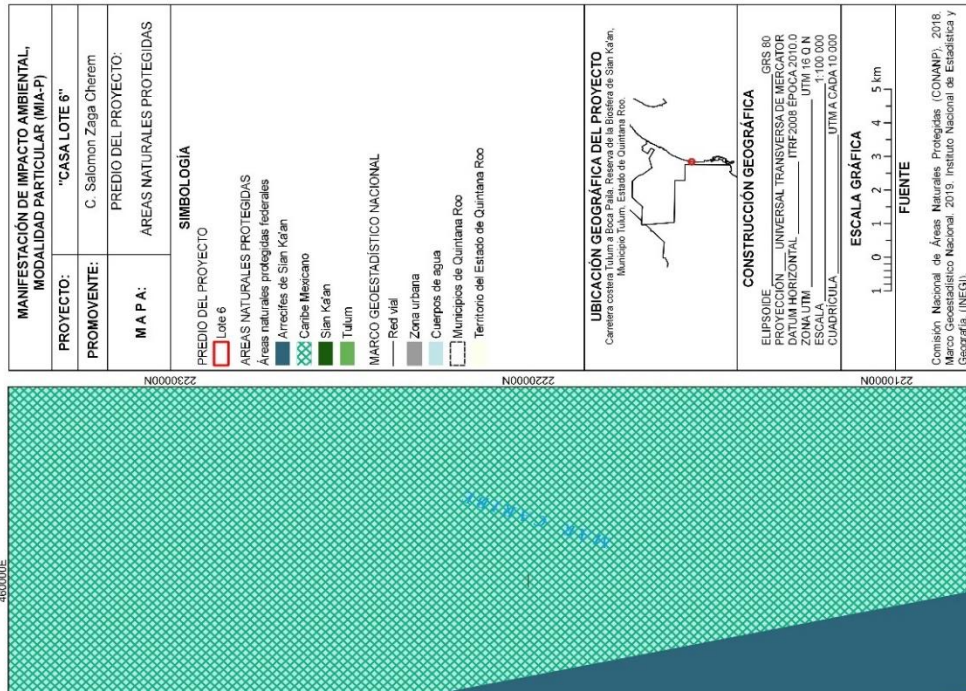 MANIFESTACIÓN DE IMPACTO AMBIENTAL,
MODALIDAD PARTICULAR (MIA-P)
PROYECTO: "CASA LOTE 6"
PROMOVENTE: C. Salomon Zaga Cherem
M A P A: PREDIO DEL PROYECTO:
ÁREAS NATURALES PROTEGIDAS
SIMBOLOGÍA
PREDIO DEL PROYECTO
Lote 6
ÁREAS NATURALES PROTEGIDAS
Áreas naturales protegidas federales
Arrecifes de Sian Ka'an
Caribe Mexicano
Sian Ka'an
Tulum
MARCO GEOESTADÍSTICO NACIONAL
Red vial
Zona urbana
Cuerpos de agua
Municipios de Quintana Roo
Territorio del Estado de Quintana Roo
UBICACIÓN GEOGRÁFICA DEL PROYECTO
Carretera costera Tulum a Boca Paila, Reserva de la Biosfera de Sian Ka'an,
Municipio Tulum, Estado de Quintana Roo.
CONSTRUCCIÓN GEOGRÁFICA
ELIPSOIDE GRS 80
PROYECCIÓN UNIVERSAL TRANSVERSA DE MERCATOR
DATUM HORIZONTAL ITRF2008 ÉPOCA 2010.0
ZONA UTM UTM 16 Q N
ESCALA 1:100 000
CUADRÍCULA UTM A CADA 10 000
ESCALA GRÁFICA
1 0 1 2 3 4 5 km
FUENTE
Comisión Nacional de Áreas Naturales Protegidas (CONANP). 2018.
Marco Geoestadístico Nacional. 2019. Instituto Nacional de Estadística y
Geografía (INEGI).
460000E
2230000N
2220000N
2210000N
MAR CARIBE